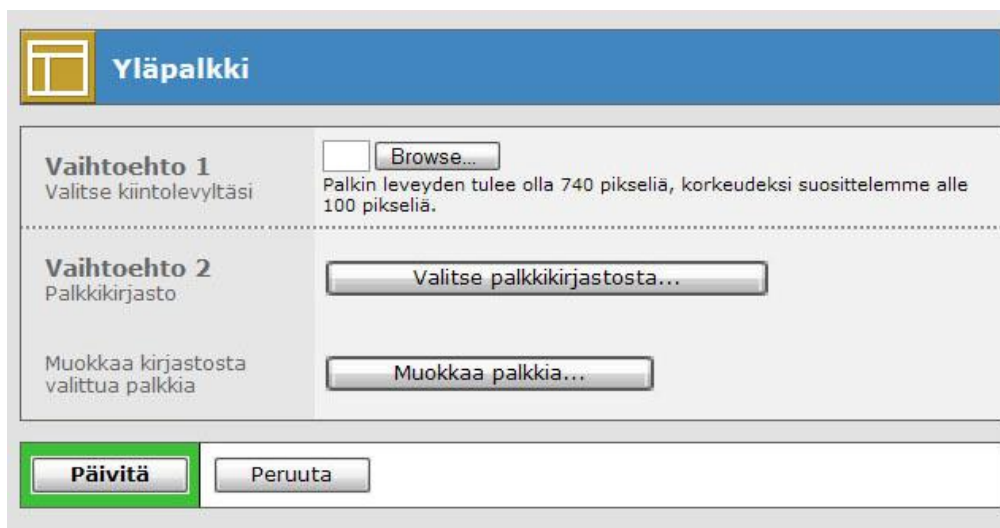 Yläpalkki
Vaihtoehto 1
Valitse kiintolevyltäsi
Browse...
Palkin leveyden tulee olla 740 pikseliä, korkeudeksi suosittelemme alle
100 pikseliä.
Vaihtoehto 2
Palkkikirjasto
Valitse palkkikirjastosta...
Muokkaa kirjastosta
valittua palkkia
Muokkaa palkkia...
Päivitä
Peruuta